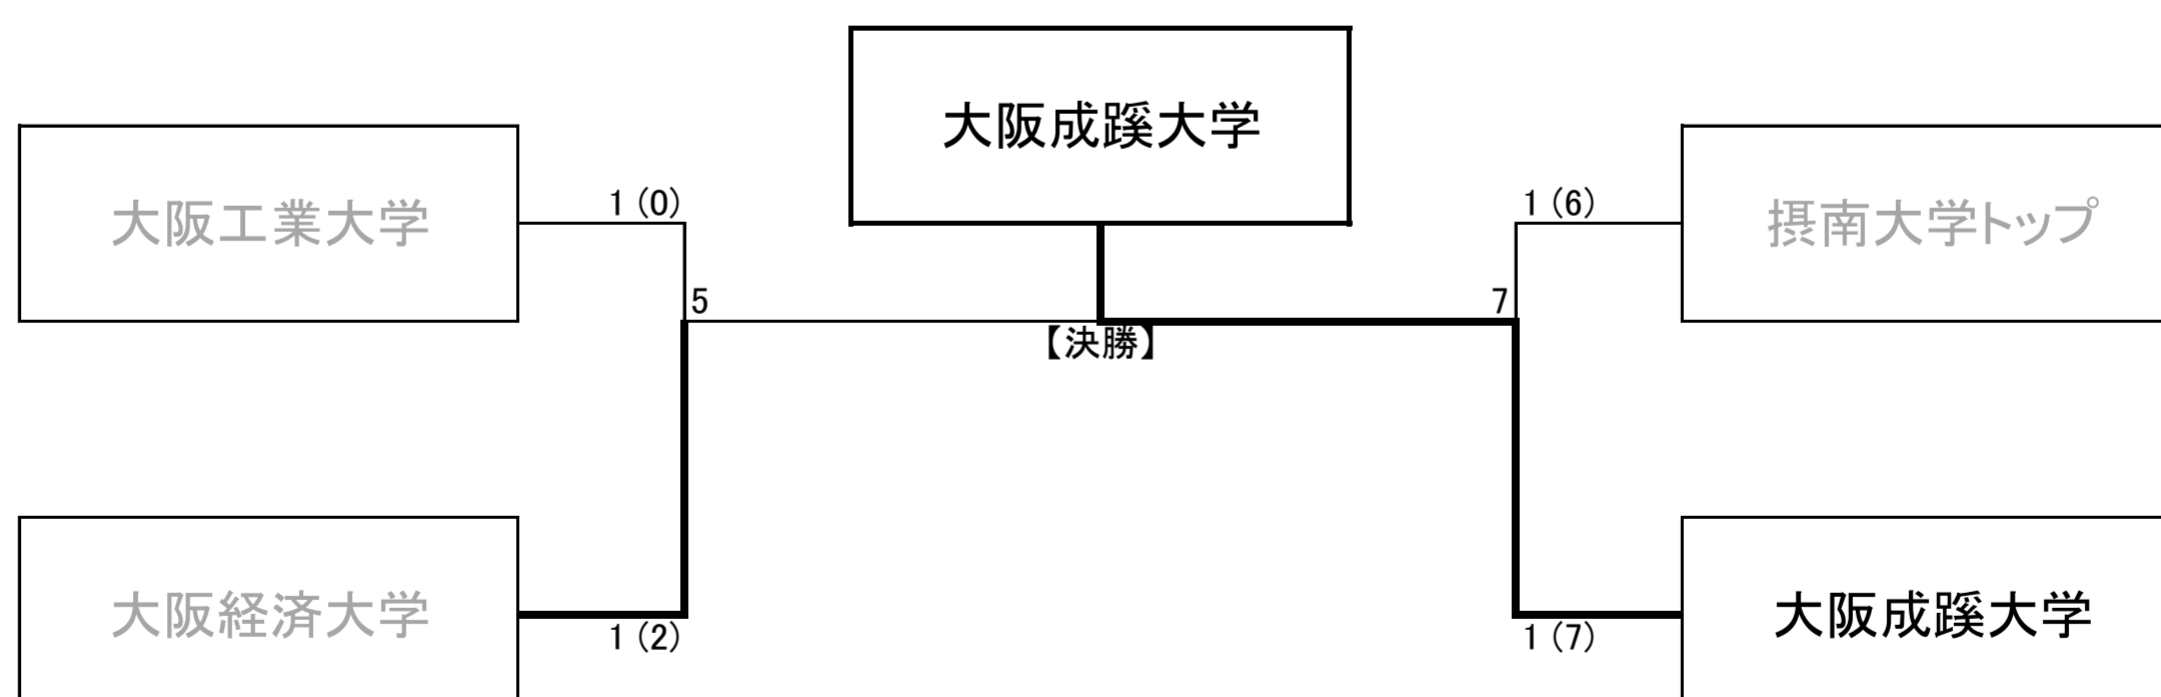 大阪成蹊大学
大阪工業大学
1 (0)
1 (6)
摂南大学トップ
5
7
【決勝】
大阪経済大学
1 (2)
1 (7)
大阪成蹊大学